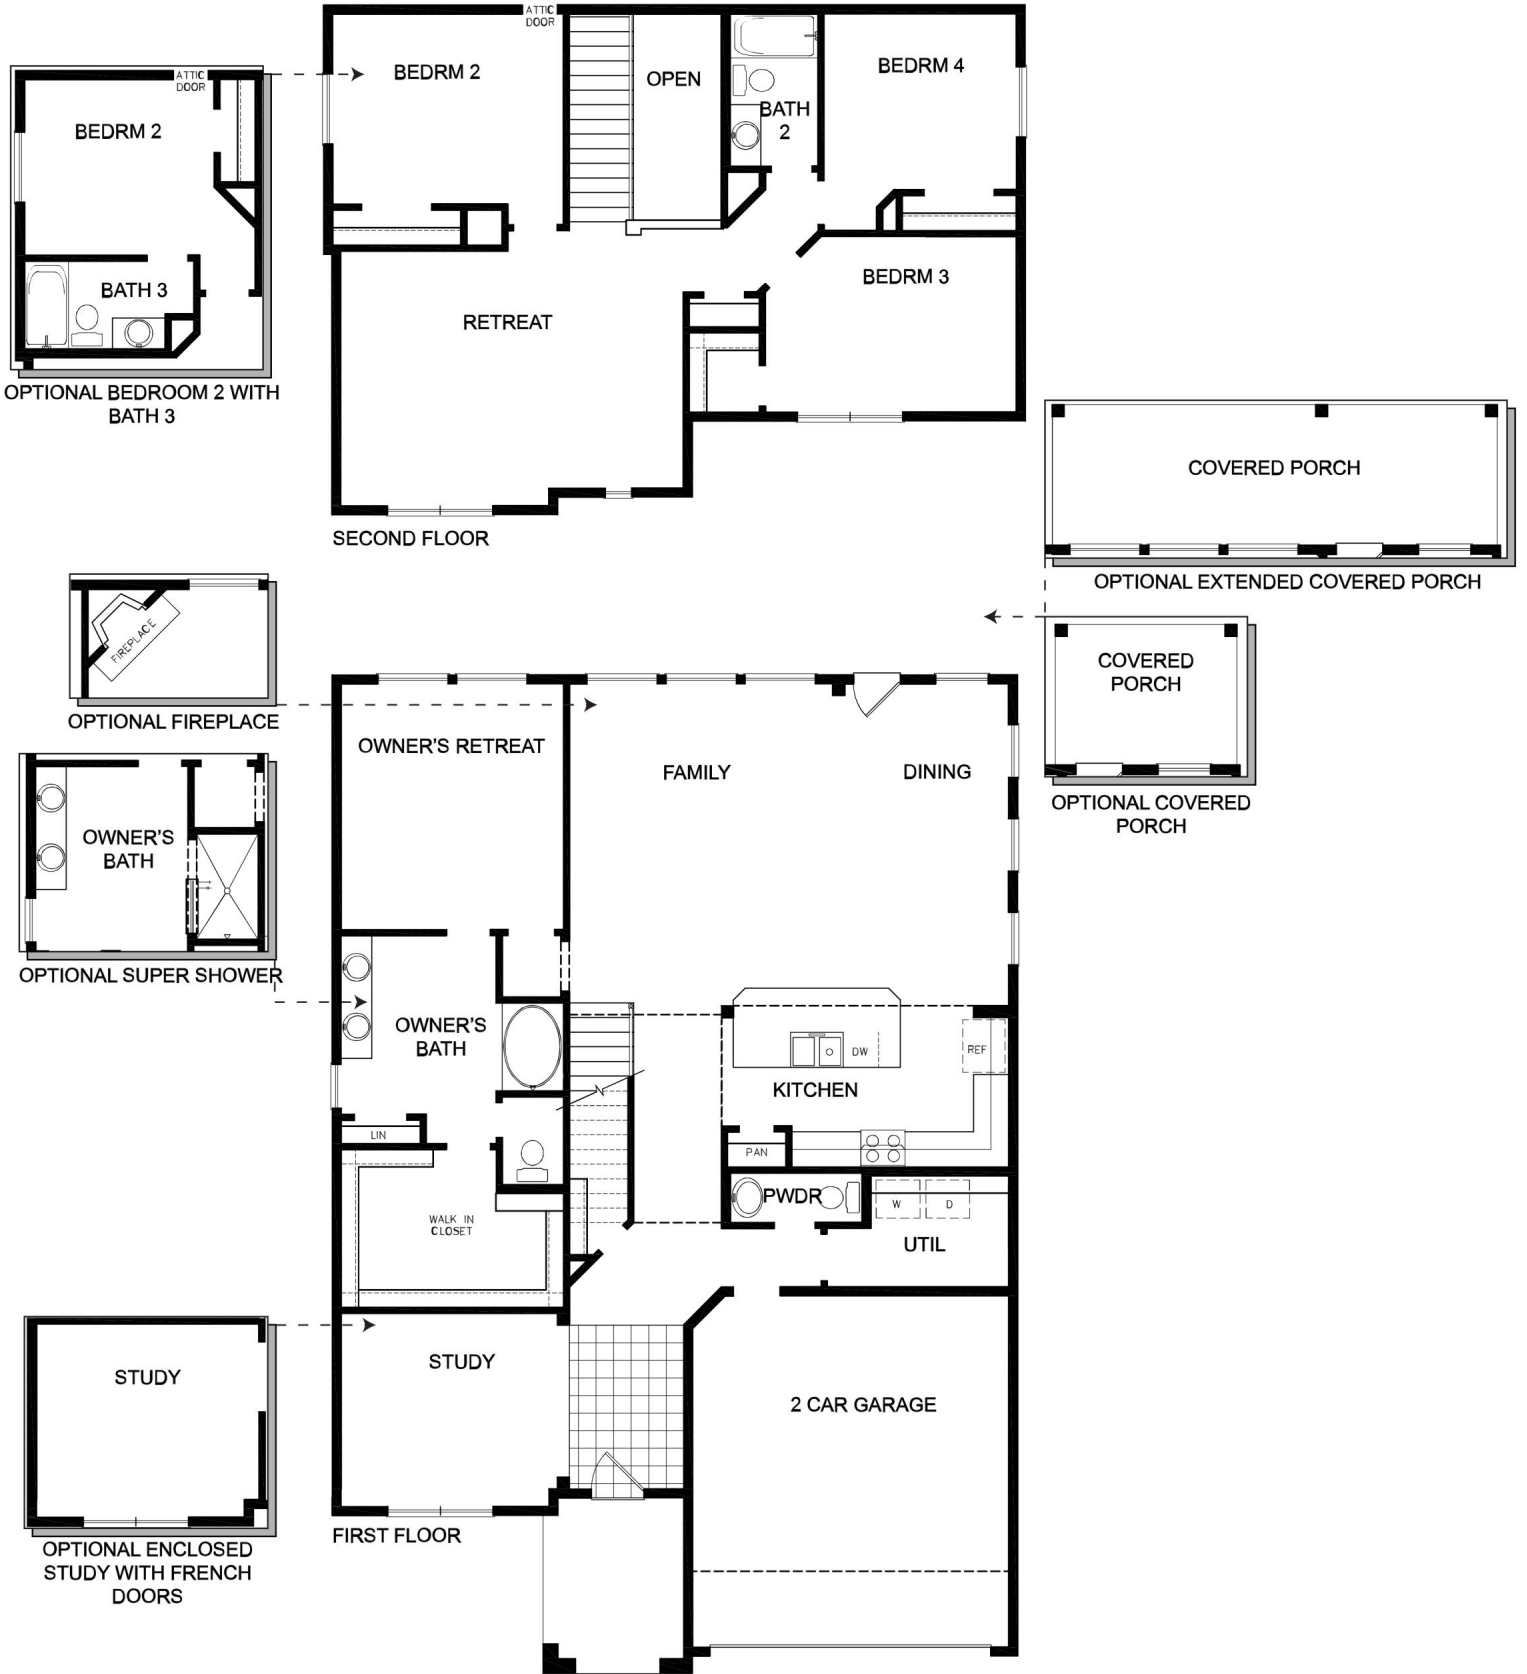 ATTIC
DOOR
BEDRM 2
OPEN
BATH
2
BEDRM 4
BEDRM 3
RETREAT
SECOND FLOOR
ATTIC
DOOR
BEDRM 2
BATH 3
OPTIONAL BEDROOM 2 WITH
BATH 3
COVERED PORCH
OPTIONAL EXTENDED COVERED PORCH
COVERED
PORCH
OPTIONAL COVERED
PORCH
FIREPLACE
OPTIONAL FIREPLACE
OWNER'S
BATH
OPTIONAL SUPER SHOWER
OWNER'S RETREAT
FAMILY
DINING
OWNER'S
BATH
DW
REF
KITCHEN
LIN
PAN
PWDR
W
D
UTIL
WALK IN
CLOSET
STUDY
2 CAR GARAGE
FIRST FLOOR
STUDY
OPTIONAL ENCLOSED
STUDY WITH FRENCH
DOORS